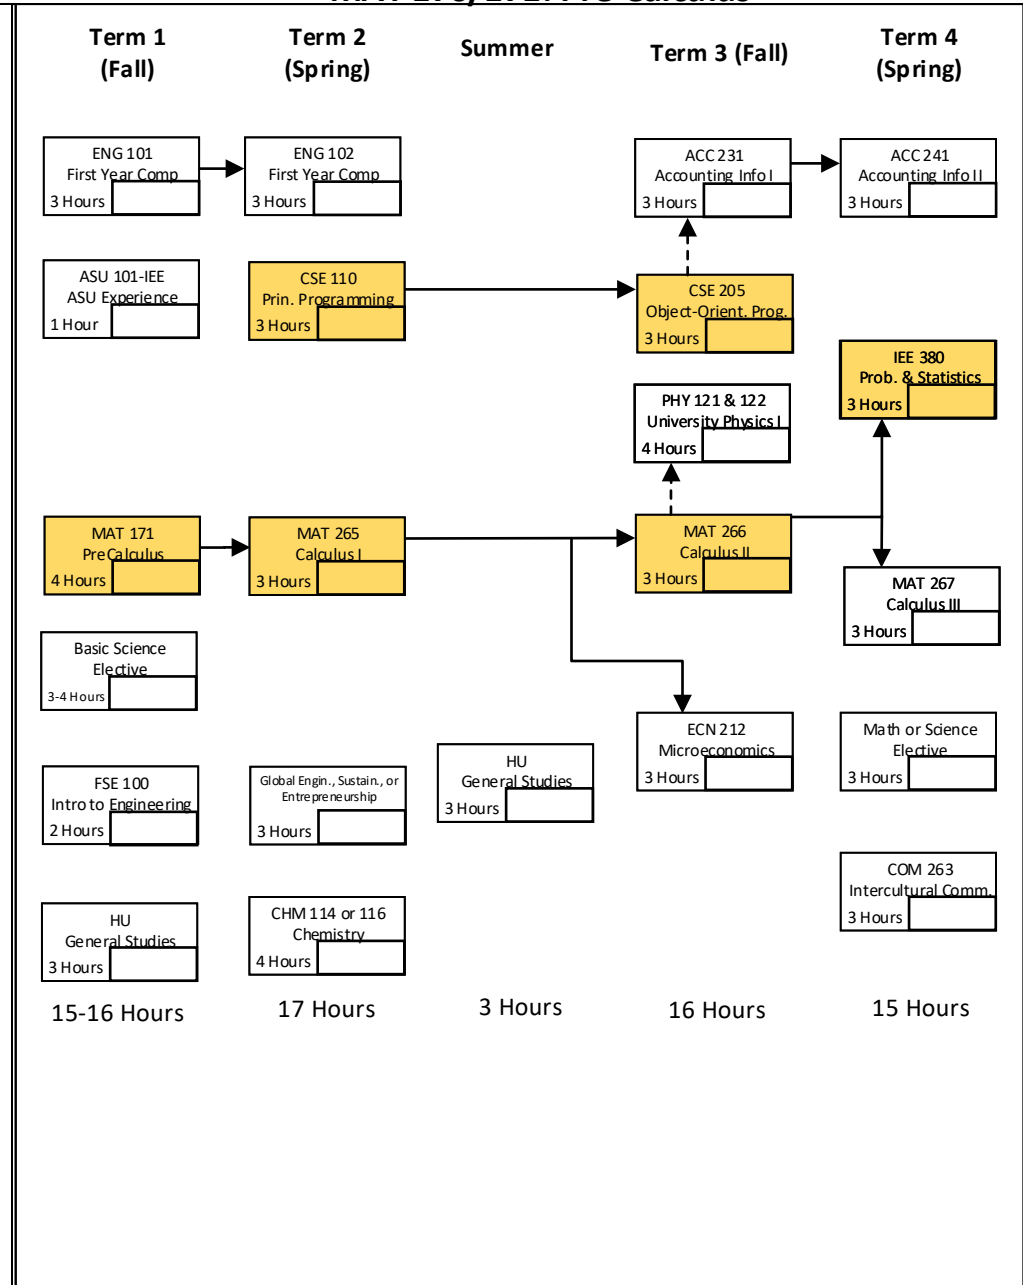 Term 1
(Fall)
Term 2
(Spring)
Summer
Term 3 (Fall)
Term 4
(Spring)
ENG 101
First Year Comp
3 Hours
ENG 102
First Year Comp
3 Hours
ACC 231
Accounting Info I
3 Hours
ACC 241
Accounting Info II
3 Hours
ASU 101-IEE
ASU Experience
1 Hour
CSE 110
Prin. Programming
3 Hours
CSE 205
Object-Orient. Prog.
3 Hours
IEE 380
Prob. & Statistics
3 Hours
PHY 121 & 122
University Physics I
4 Hours
MAT 171
PreCalculus
4 Hours
MAT 265
Calculus I
3 Hours
MAT 266
Calculus II
3 Hours
MAT 267
Calculus III
3 Hours
Basic Science
Elective
3-4 Hours
ECN 212
Microeconomics
3 Hours
Math or Science
Elective
3 Hours
HU
General Studies
3 Hours
FSE 100
Intro to Engineering
2 Hours
Global Engin., Sustain., or
Entrepreneurship
3 Hours
COM 263
Intercultural Comm.
3 Hours
HU
General Studies
3 Hours
CHM 114 or 116
Chemistry
4 Hours
15-16 Hours
17 Hours
3 Hours
16 Hours
15 Hours